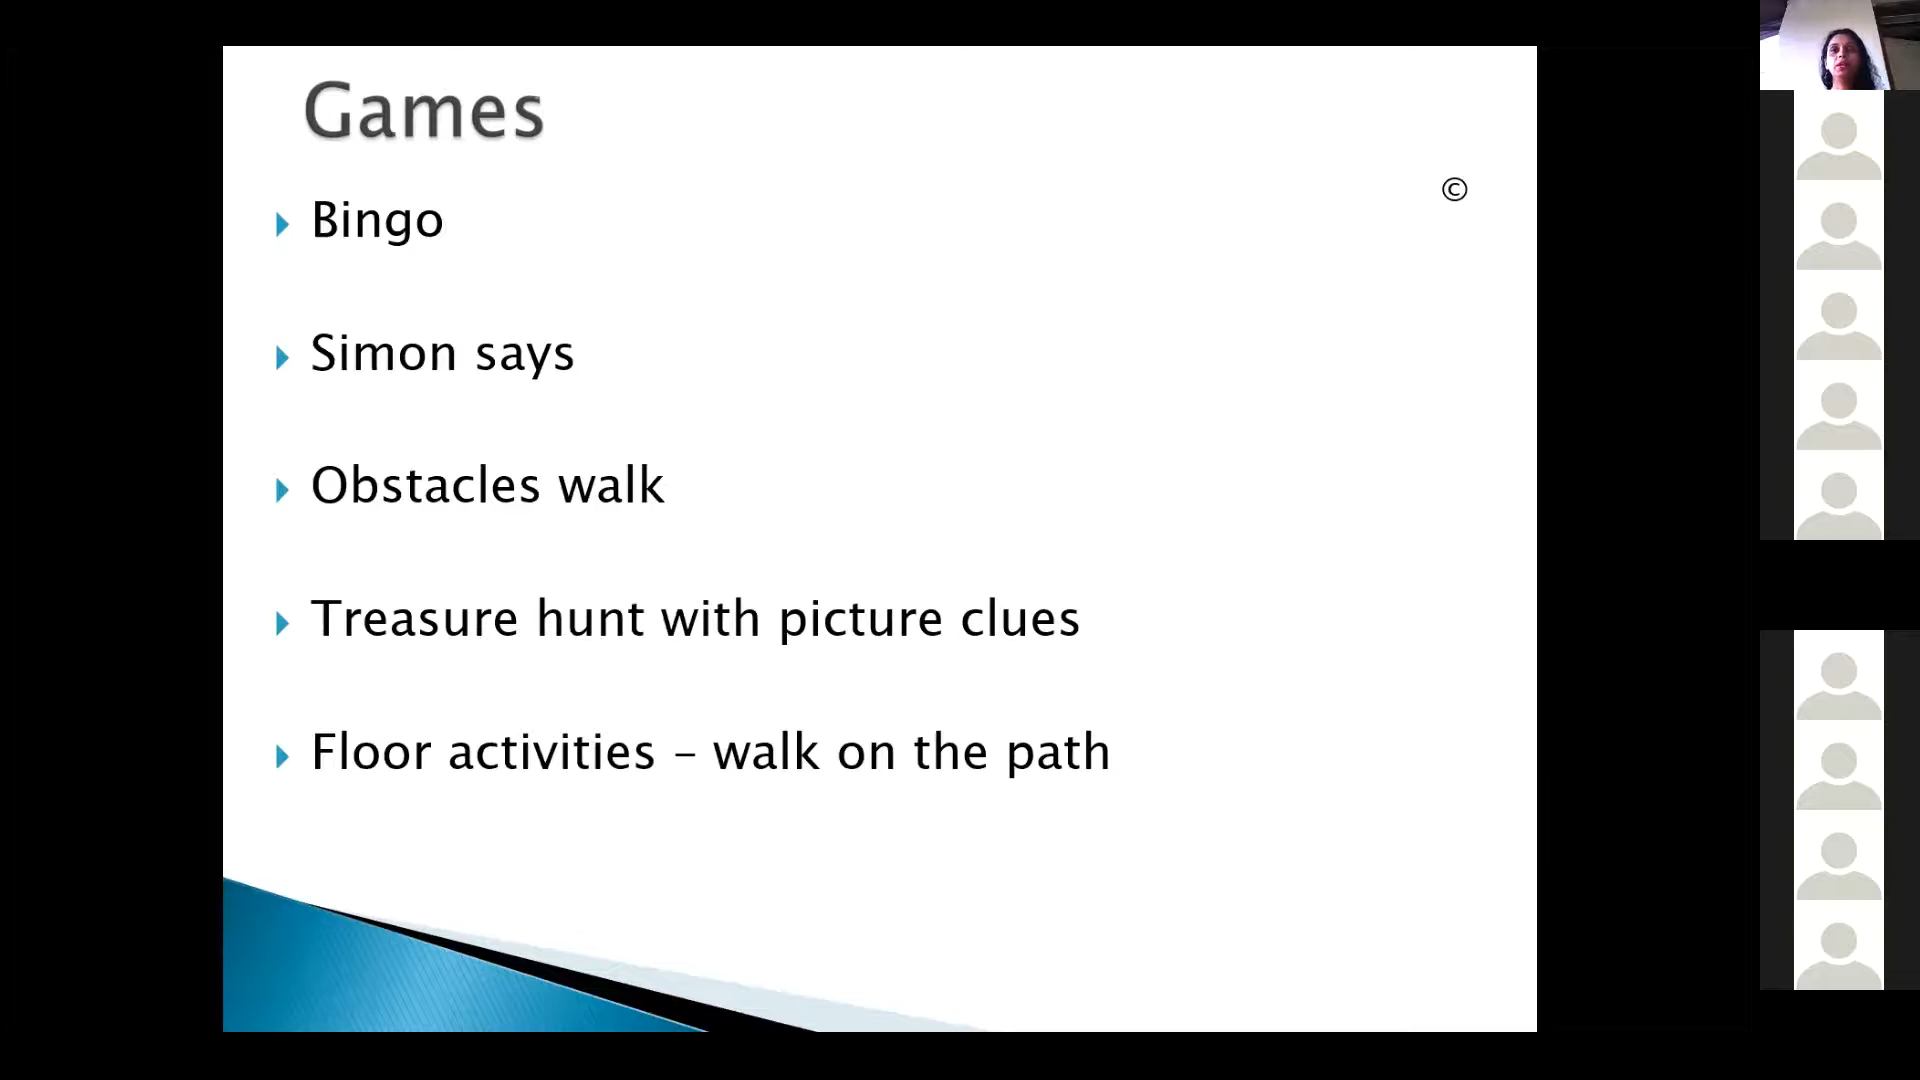 Games
©
Bingo
Simon says
Obstacles walk
Treasure hunt with picture clues
Floor activities – walk on the path